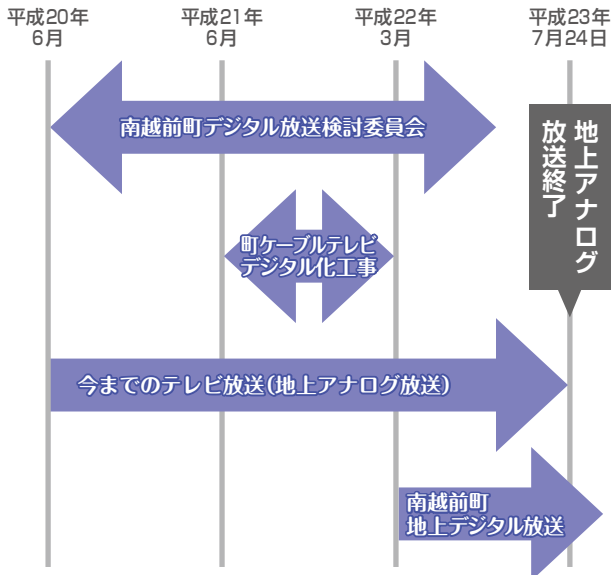 平成20年
6月
平成21年
6月
平成22年
3月
平成23年
7月24日
南越前町デジタル放送検討委員会
地上アナログ
放送終了
町ケーブルテレビ
デジタル化工事
今までのテレビ放送(地上アナログ放送)
南越前町
地上デジタル放送